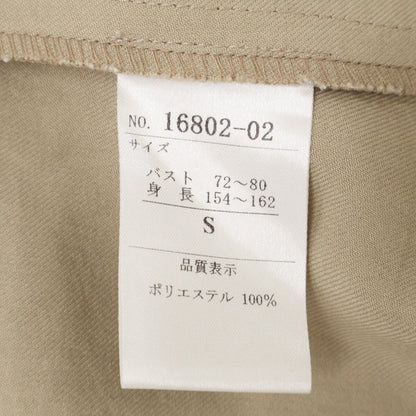 NO. 16802-02
サイズ
バスト 72～80
身長 154～162
S
品質表示
ポリエステル 100%